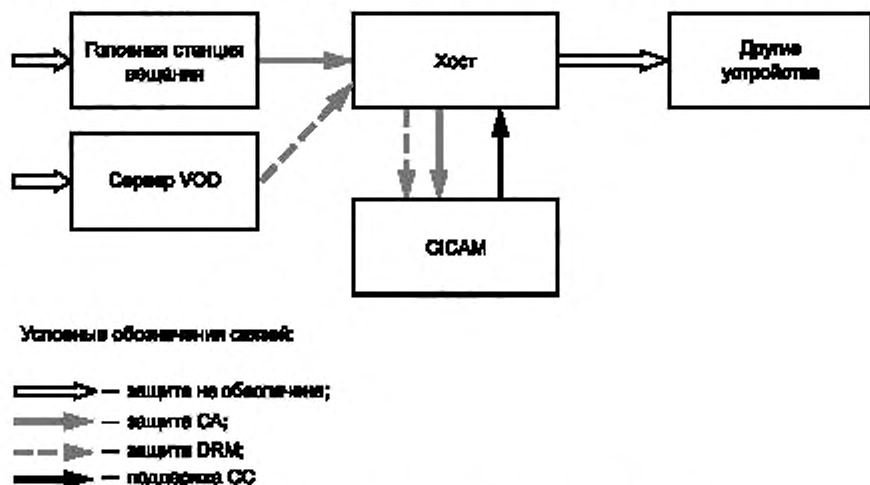 Головная станция
вещания
Хост
Другие
устройства
Сервер VOD
CICAM
Условные обозначения связей:
— защита не обеспечена;
— защита CA;
— защита DRM;
— поддержка CC